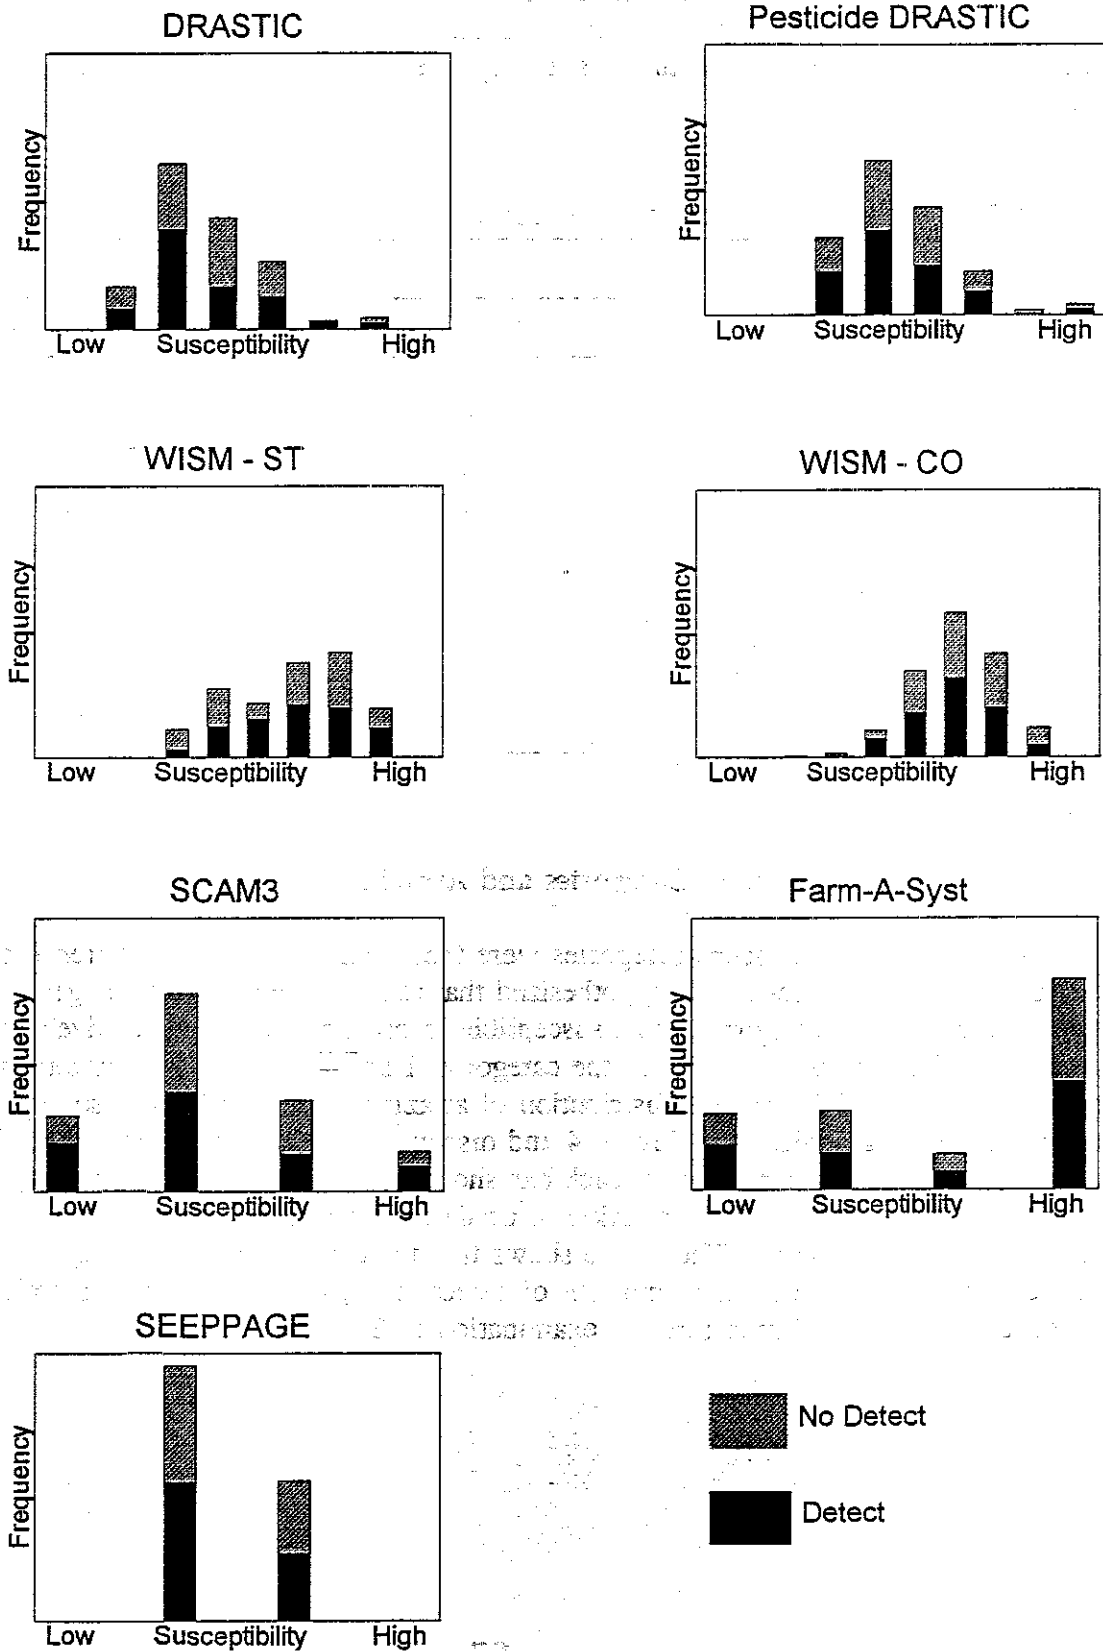 DRASTIC
Frequency
Low Susceptibility High
Pesticide DRASTIC
Frequency
Low Susceptibility High
WISM - ST
Frequency
Low Susceptibility High
WISM - CO
Frequency
Low Susceptibility High
SCAM3
Frequency
Low Susceptibility High
Farm-A-Syst
Frequency
Low Susceptibility High
SEEPPAGE
Frequency
Low Susceptibility High
No Detect
Detect